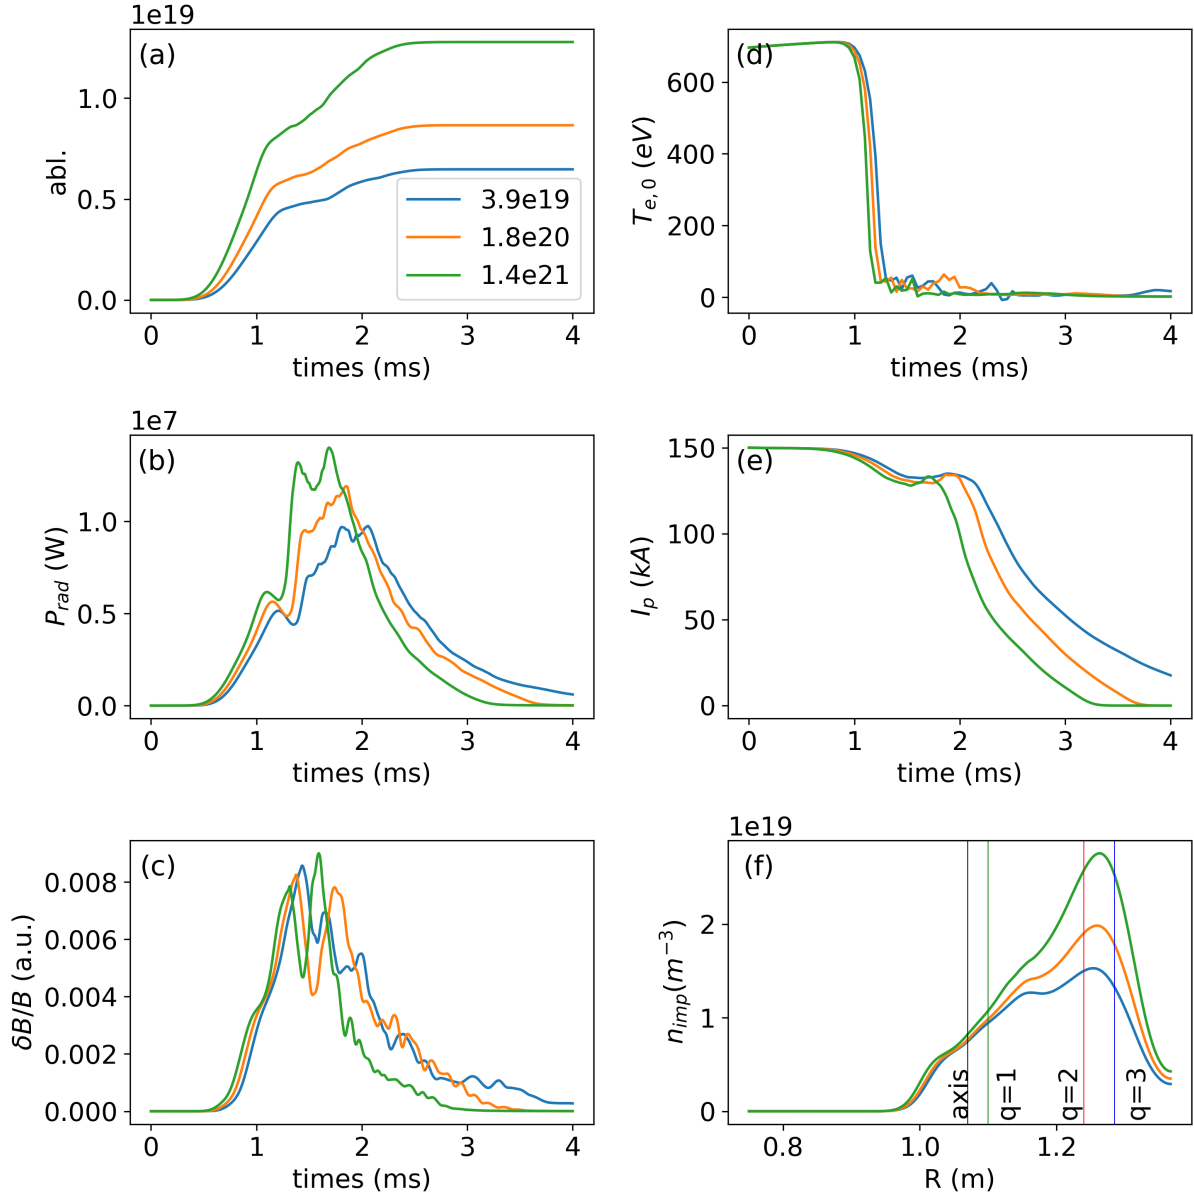 1e19
(a)
1.0
0.5
0.0
abl.
3.9e19
1.8e20
1.4e21
0 1 2 3 4
times (ms)
(d)
600
400
200
0
T_{e,0} (eV)
0 1 2 3 4
times (ms)
1e7
(b)
1.0
0.5
0.0
P_{rad} (W)
0 1 2 3 4
times (ms)
(e)
150
100
50
0
I_p (kA)
0 1 2 3 4
time (ms)
(c)
0.008
0.006
0.004
0.002
0.000
δB/B (a.u.)
0 1 2 3 4
times (ms)
1e19
(f)
2
1
0
n_{imp}(m^{-3})
axis
q=1
q=2
q=3
0.8 1.0 1.2
R (m)